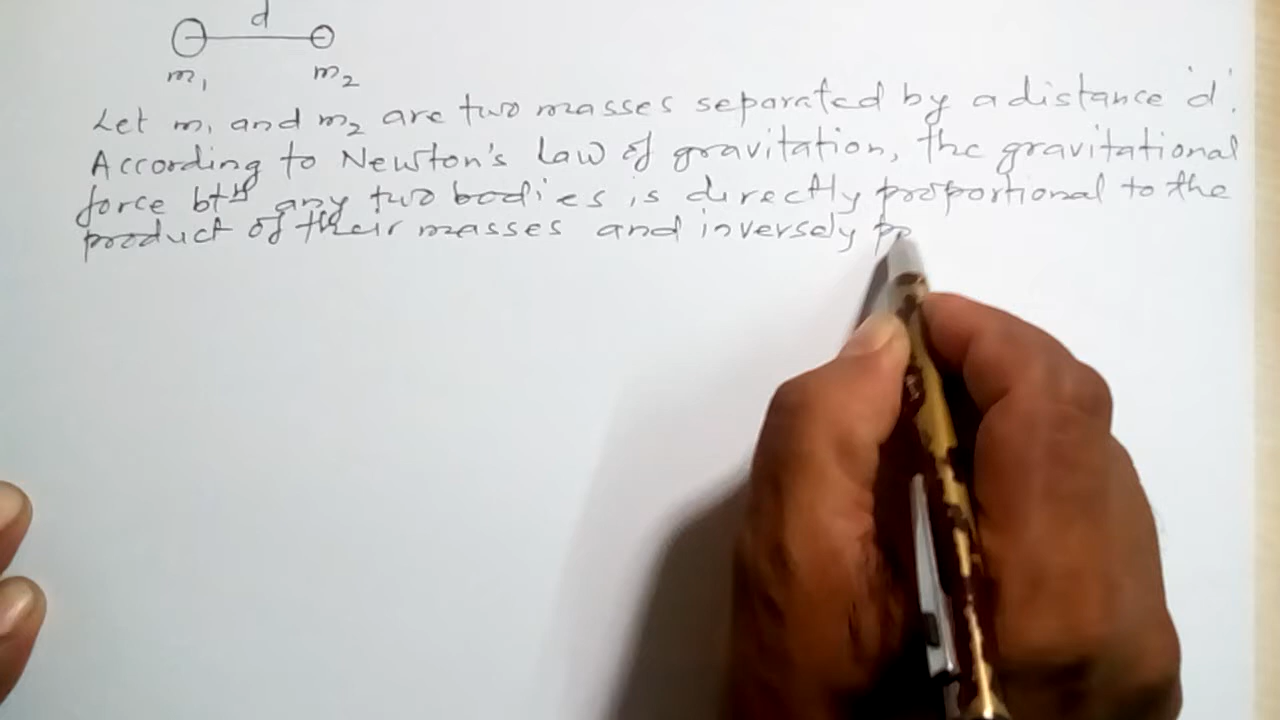 d
m₁ m₂
Let m₁ and m₂ are two masses separated by a distance 'd'.
According to Newton's Law of gravitation, the gravitational
force btⁿ any two bodies is directly proportional to the
product of their masses and inversely